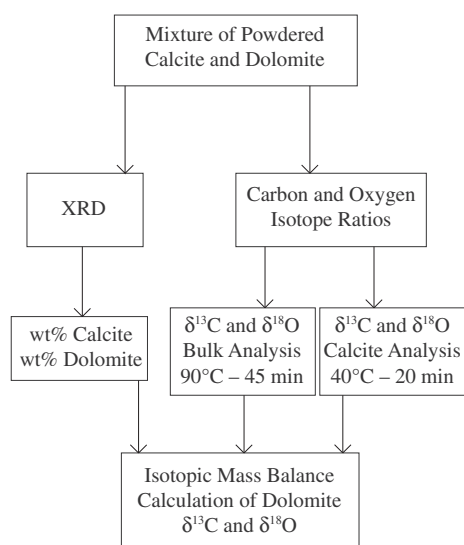 Mixture of Powdered
Calcite and Dolomite
XRD
Carbon and Oxygen
Isotope Ratios
wt% Calcite
wt% Dolomite
δ¹³C and δ¹⁸O
Bulk Analysis
90°C – 45 min
δ¹³C and δ¹⁸O
Calcite Analysis
40°C – 20 min
Isotopic Mass Balance
Calculation of Dolomite
δ¹³C and δ¹⁸O